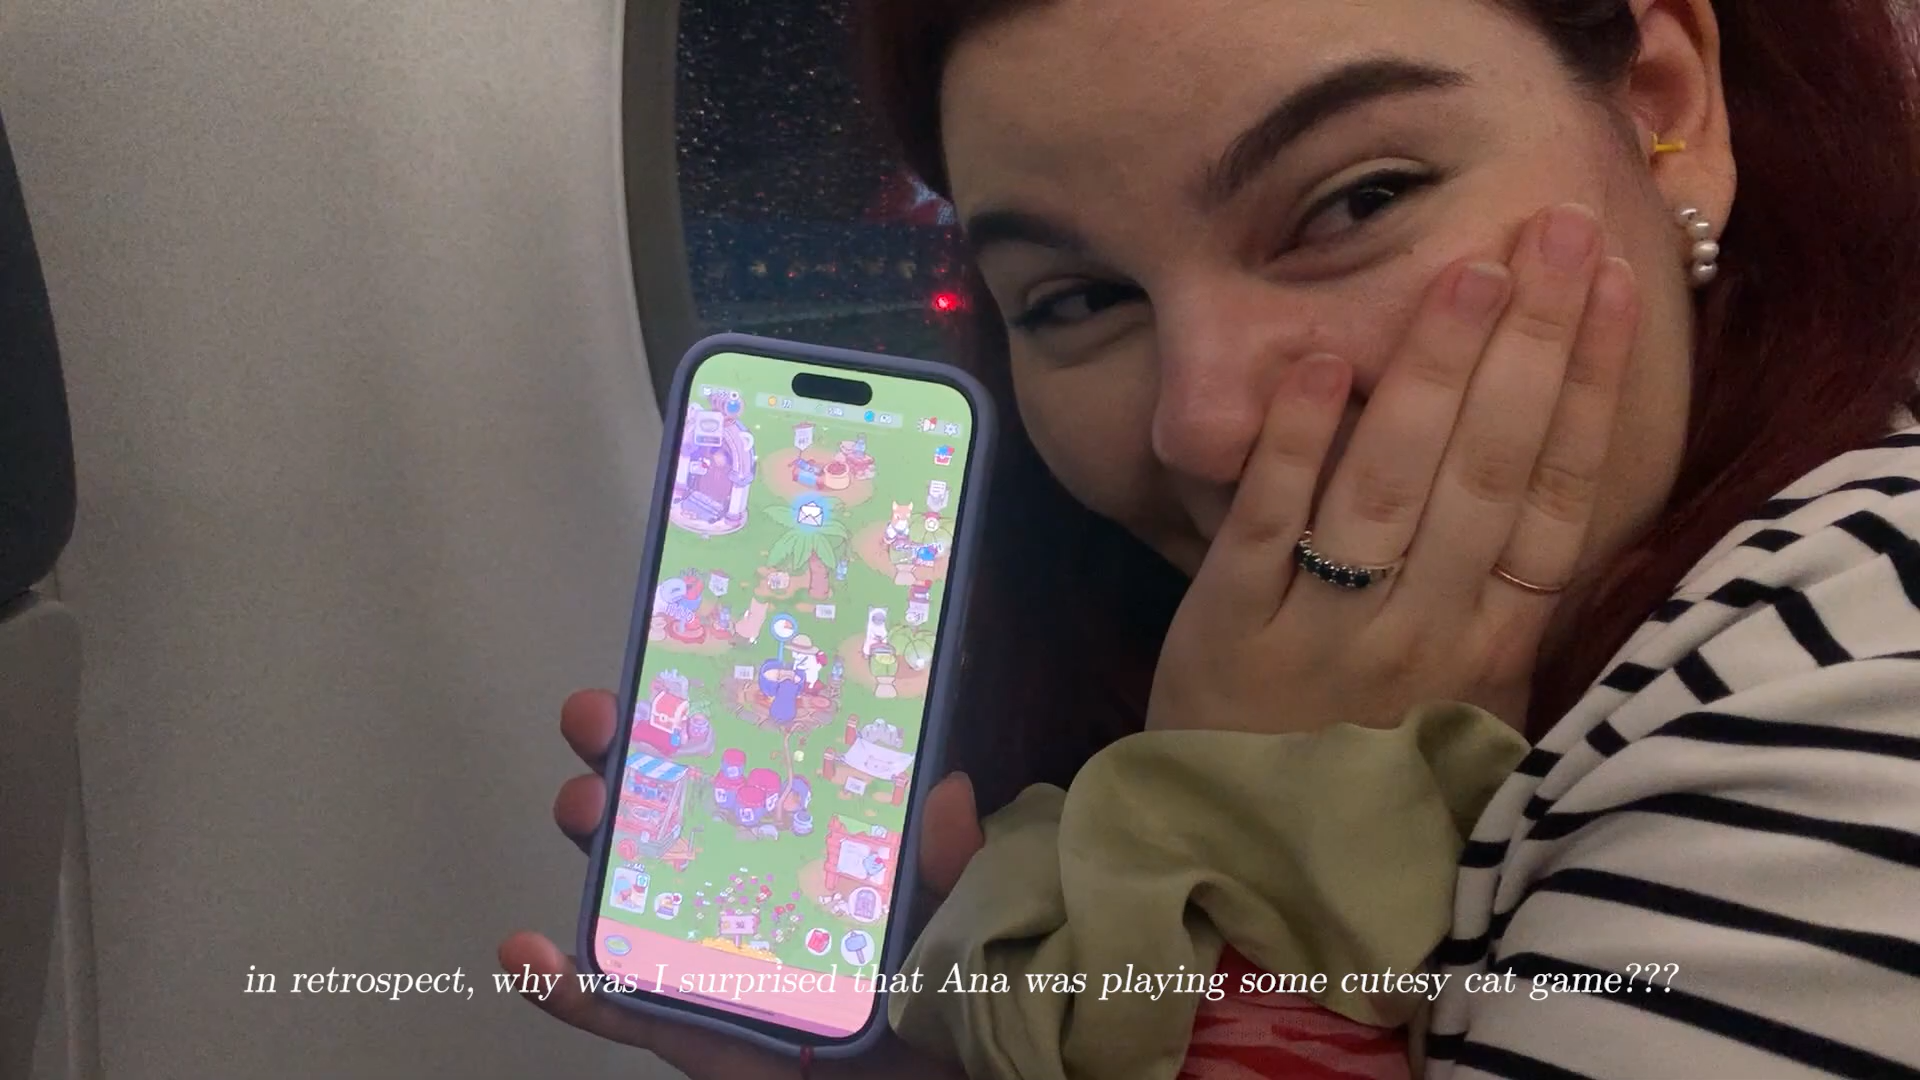 in retrospect, why was I surprised that Ana was playing some cutesy cat game???